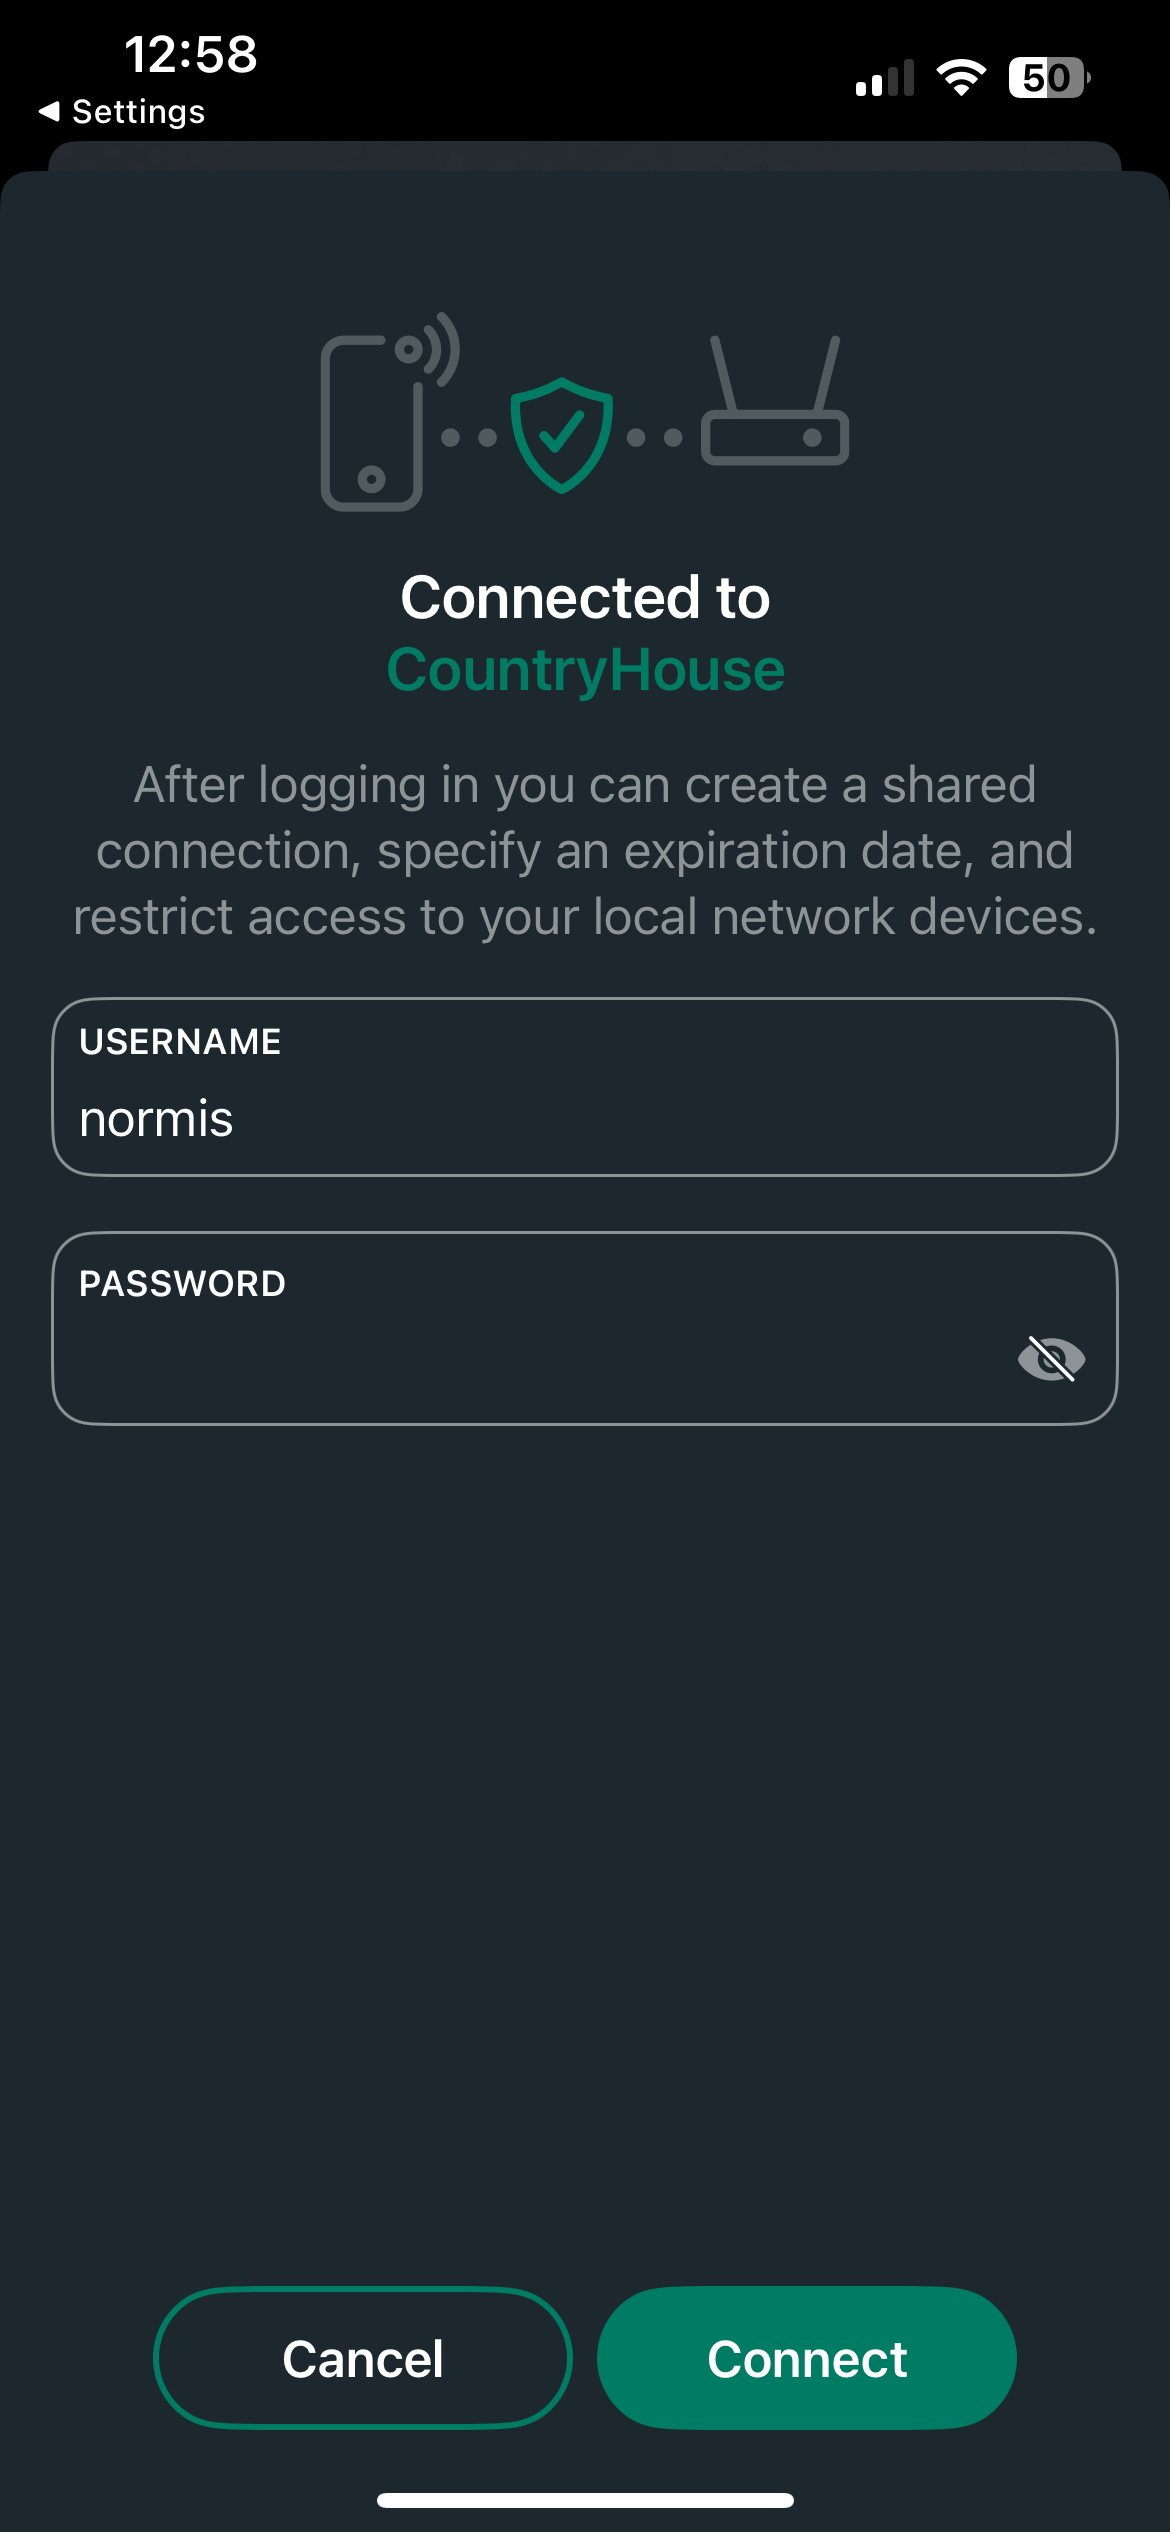 12:58
50
◀ Settings
Connected to
CountryHouse
After logging in you can create a shared
connection, specify an expiration date, and
restrict access to your local network devices.
USERNAME
normis
PASSWORD
Cancel
Connect